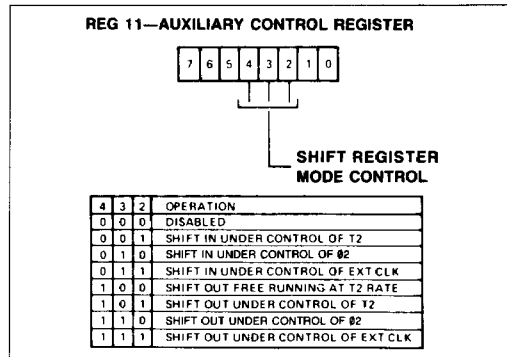 REG 11—AUXILIARY CONTROL REGISTER
7 6 5 4 3 2 1 0
SHIFT REGISTER
MODE CONTROL
4 3 2 OPERATION
0 0 0 DISABLED
0 0 1 SHIFT IN UNDER CONTROL OF T2
0 1 0 SHIFT IN UNDER CONTROL OF Ø2
0 1 1 SHIFT IN UNDER CONTROL OF EXT CLK
1 0 0 SHIFT OUT FREE RUNNING AT T2 RATE
1 0 1 SHIFT OUT UNDER CONTROL OF T2
1 1 0 SHIFT OUT UNDER CONTROL OF Ø2
1 1 1 SHIFT OUT UNDER CONTROL OF EXT CLK